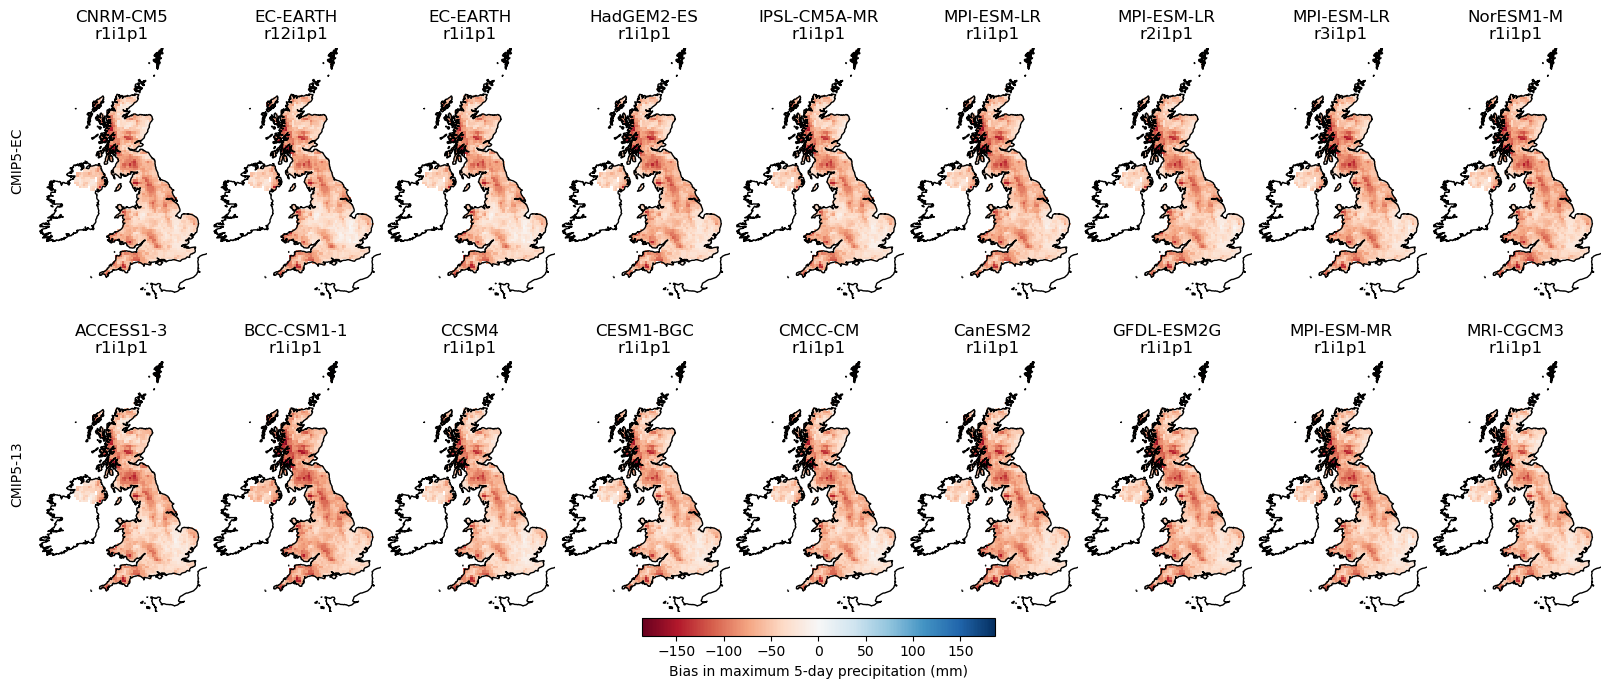 CNRM-CM5
r1i1p1
EC-EARTH
r12i1p1
EC-EARTH
r1i1p1
HadGEM2-ES
r1i1p1
IPSL-CM5A-MR
r1i1p1
MPI-ESM-LR
r1i1p1
MPI-ESM-LR
r2i1p1
MPI-ESM-LR
r3i1p1
NorESM1-M
r1i1p1
CMIP5-EC
ACCESS1-3
r1i1p1
BCC-CSM1-1
r1i1p1
CCSM4
r1i1p1
CESM1-BGC
r1i1p1
CMCC-CM
r1i1p1
CanESM2
r1i1p1
GFDL-ESM2G
r1i1p1
MPI-ESM-MR
r1i1p1
MRI-CGCM3
r1i1p1
CMIP5-13
−150 −100 −50 0 50 100 150
Bias in maximum 5-day precipitation (mm)